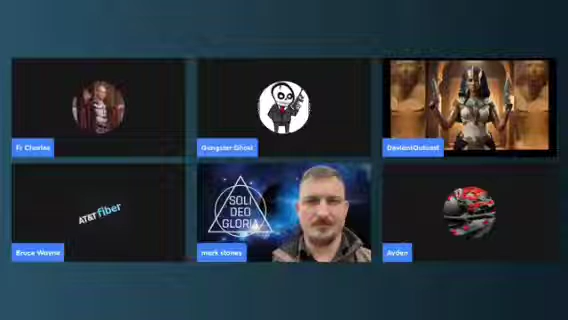 Fr Charles
Gangster Ghost
DeviantOutcast
AT&T fiber
SOLI
DEO
GLORIA
Bruce Wayne
mark stones
Ayden